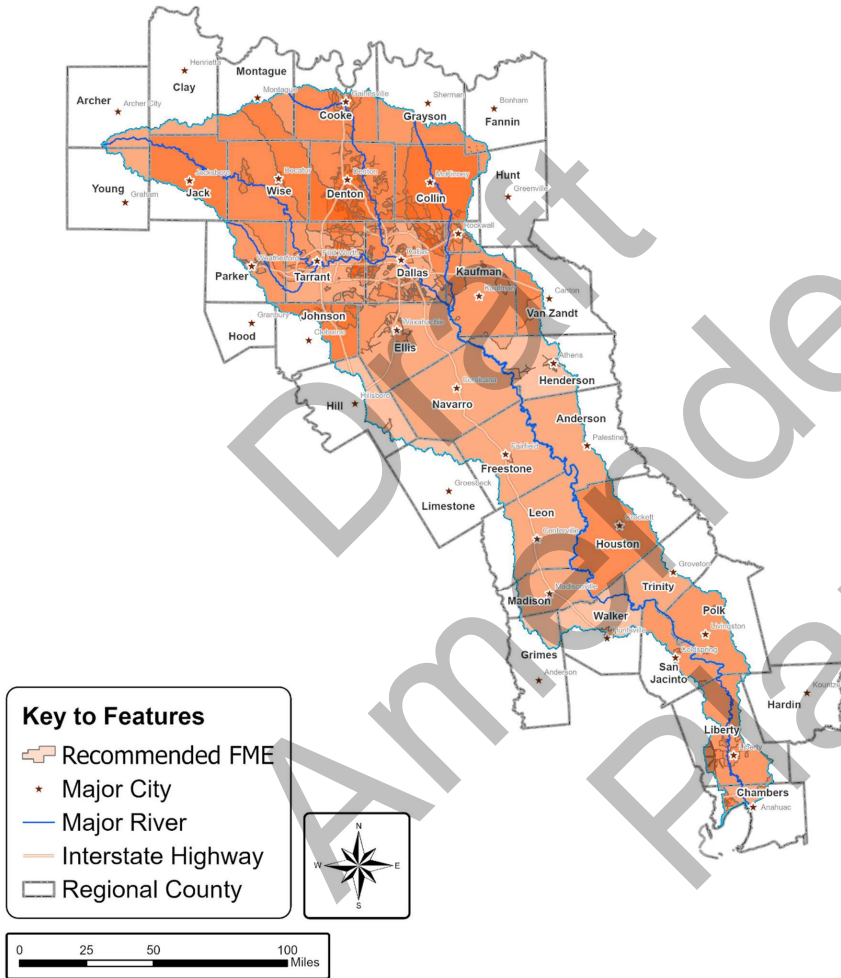 Henrietta
Montague
Clay
Archer
Archer City
Montague
Gainesville
Cooke
Sherman
Grayson
Bonham
Fannin
Young
Graham
Jacksboro
Jack
Decatur
Wise
Denton
Denton
McKinney
Collin
Hunt
Greenville
Rockwall
Parker
Weatherford
Fort Worth
Tarrant
Dallas
Dallas
Kaufman
Kaufman
Canton
Van Zandt
Hood
Granbury
Johnson
Cleburne
Waxahachie
Ellis
Athens
Henderson
Hill
Hillsboro
Corsicana
Navarro
Anderson
Palestine
Fairfield
Freestone
Groesbeck
Limestone
Leon
Centerville
Crockett
Houston
Groveton
Trinity
Madisonville
Madison
Walker
Huntsville
Polk
Livingston
Grimes
Anderson
Coldspring
San
Jacinto
Kountze
Hardin
Liberty
Liberty
Chambers
Anahuac
Draft
Key to Features
Recommended FME
Major City
Major River
Interstate Highway
Regional County
N
W
E
S
0 25 50 100
Miles